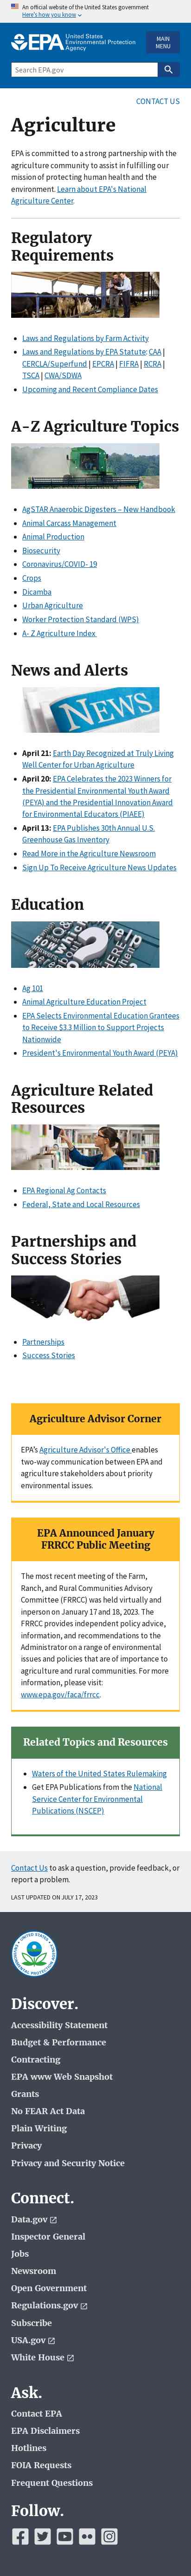 An official website of the United States government
Here's how you know
EPA United States
Environmental Protection
Agency
MAIN
MENU
Search EPA.gov
CONTACT US
Agriculture
EPA is committed to a strong partnership with the
agriculture community to assist in fulfilling our
respective missions to protect human health and the
environment. Learn about EPA's National
Agriculture Center.
Regulatory
Requirements
Laws and Regulations by Farm Activity
Laws and Regulations by EPA Statute: CAA |
CERCLA/Superfund | EPCRA | FIFRA | RCRA |
TSCA | CWA/SDWA
Upcoming and Recent Compliance Dates
A-Z Agriculture Topics
AgSTAR Anaerobic Digesters – New Handbook
Animal Carcass Management
Animal Production
Biosecurity
Coronavirus/COVID- 19
Crops
Dicamba
Urban Agriculture
Worker Protection Standard (WPS)
A- Z Agriculture Index
News and Alerts
NEWS
April 21: Earth Day Recognized at Truly Living
Well Center for Urban Agriculture
April 20: EPA Celebrates the 2023 Winners for
the Presidential Environmental Youth Award
(PEYA) and the Presidential Innovation Award
for Environmental Educators (PIAEE)
April 13: EPA Publishes 30th Annual U.S.
Greenhouse Gas Inventory
Read More in the Agriculture Newsroom
Sign Up To Receive Agriculture News Updates
Education
Ag 101
Animal Agriculture Education Project
EPA Selects Environmental Education Grantees
to Receive $3.3 Million to Support Projects
Nationwide
President's Environmental Youth Award (PEYA)
Agriculture Related
Resources
EPA Regional Ag Contacts
Federal, State and Local Resources
Partnerships and
Success Stories
Partnerships
Success Stories
Agriculture Advisor Corner
EPA’s Agriculture Advisor's Office enables
two-way communication between EPA and
agriculture stakeholders about priority
environmental issues.
EPA Announced January
FRRCC Public Meeting
The most recent meeting of the Farm,
Ranch, and Rural Communities Advisory
Committee (FRRCC) was held virtually and
in person on January 17 and 18, 2023. The
FRRCC provides independent policy advice,
information, and recommendations to the
Administrator on a range of environmental
issues and policies that are of importance to
agriculture and rural communities. For more
information, please visit:
www.epa.gov/faca/frrcc.
Related Topics and Resources
Waters of the United States Rulemaking
Get EPA Publications from the National
Service Center for Environmental
Publications (NSCEP)
Contact Us to ask a question, provide feedback, or
report a problem.
LAST UPDATED ON JULY 17, 2023
Discover.
Accessibility Statement
Budget & Performance
Contracting
EPA www Web Snapshot
Grants
No FEAR Act Data
Plain Writing
Privacy
Privacy and Security Notice
Connect.
Data.gov
Inspector General
Jobs
Newsroom
Open Government
Regulations.gov
Subscribe
USA.gov
White House
Ask.
Contact EPA
EPA Disclaimers
Hotlines
FOIA Requests
Frequent Questions
Follow.